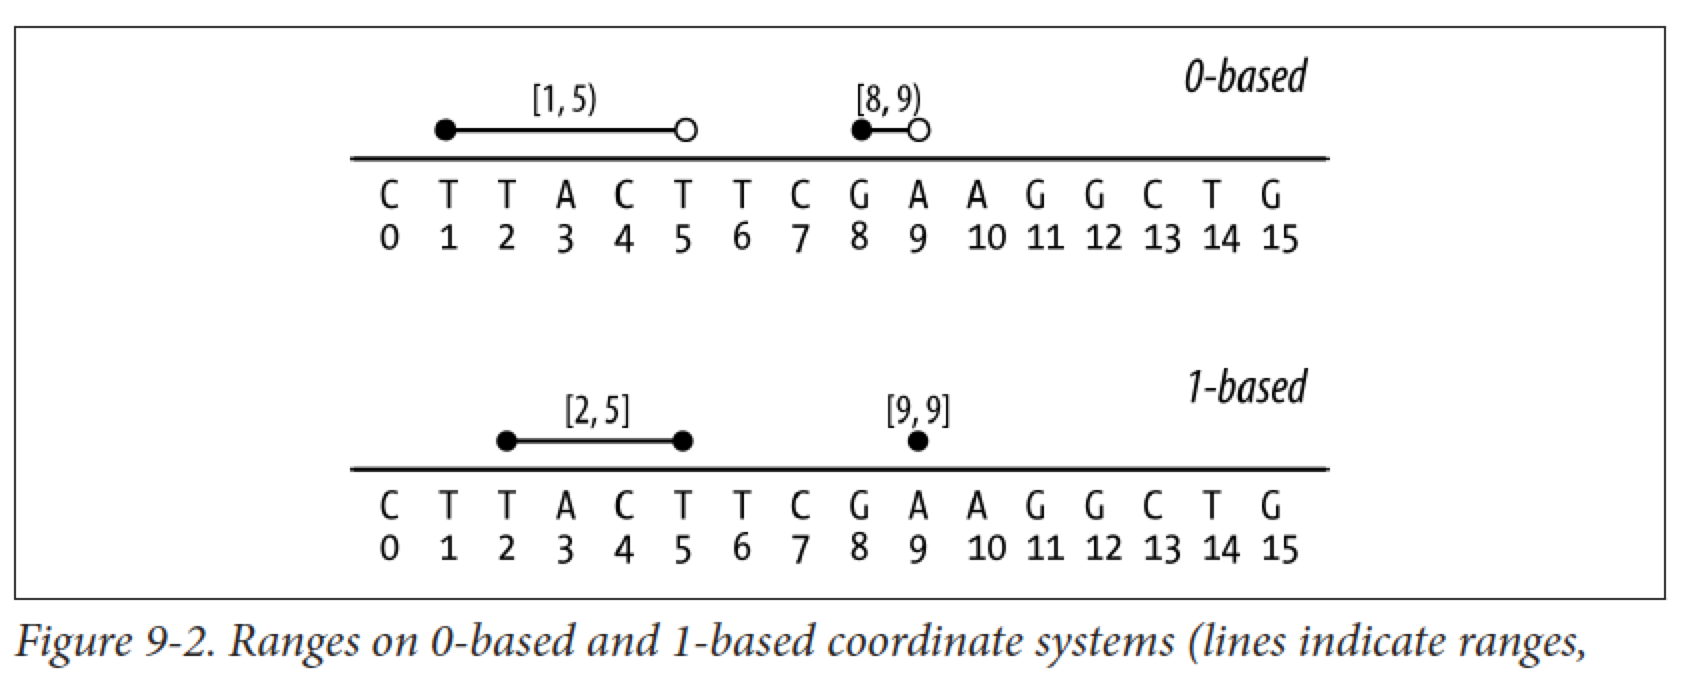 0-based
[1, 5) [8, 9)
C T T A C T T C G A A G G C T G
0 1 2 3 4 5 6 7 8 9 10 11 12 13 14 15
1-based
[2, 5] [9, 9]
C T T A C T T C G A A G G C T G
0 1 2 3 4 5 6 7 8 9 10 11 12 13 14 15
Figure 9-2. Ranges on 0-based and 1-based coordinate systems (lines indicate ranges,